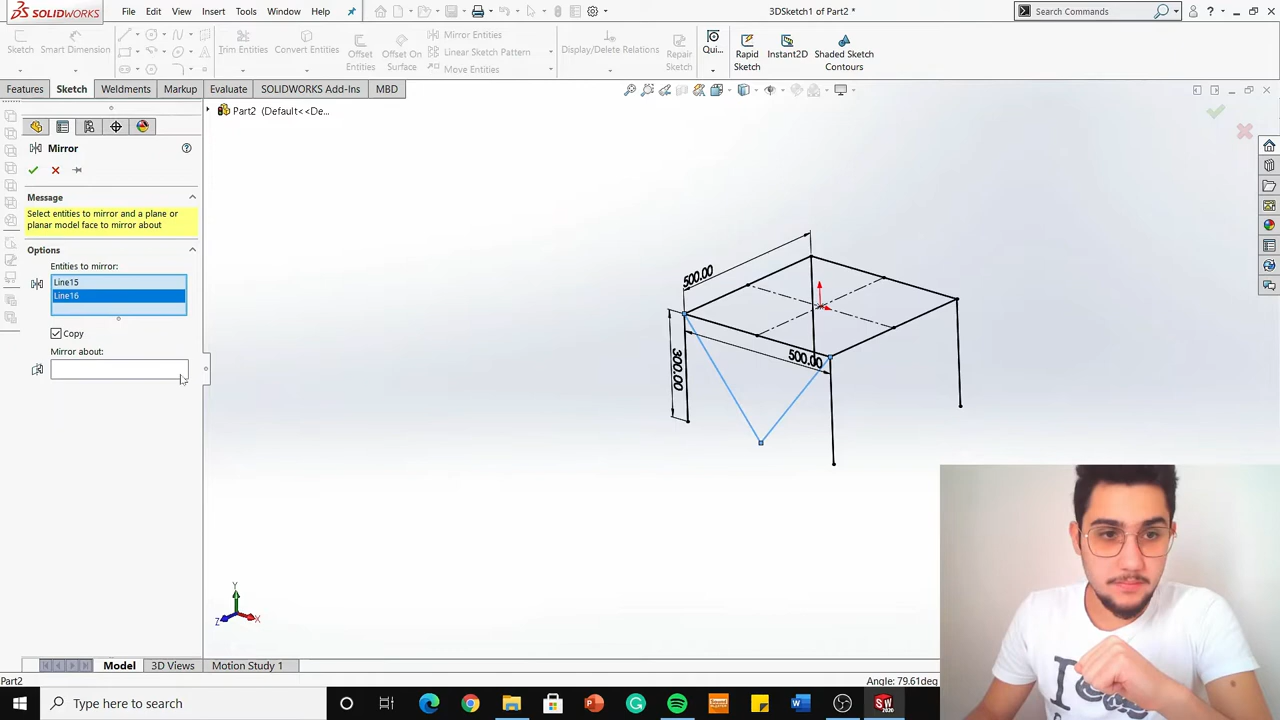 SOLIDWORKS File Edit View Insert Tools Window Help 3DSketch1 of Part2 * Search Commands ?
Sketch Smart Dimension Trim Entities Convert Entities Offset Entities Offset On Surface Mirror Entities Linear Sketch Pattern Move Entities Display/Delete Relations Repair Sketch Qui... Rapid Sketch Instant2D Shaded Sketch Contours
Features Sketch Weldments Markup Evaluate SOLIDWORKS Add-Ins MBD
Part2 (Default<<De...
Mirror
Message
Select entities to mirror and a plane or
planar model face to mirror about
Options
Entities to mirror:
Line15
Line16
Copy
Mirror about:
500.00
300.00
500.00
Y
Z
X
Model 3D Views Motion Study 1
Part2 Angle: 79.61deg
Type here to search